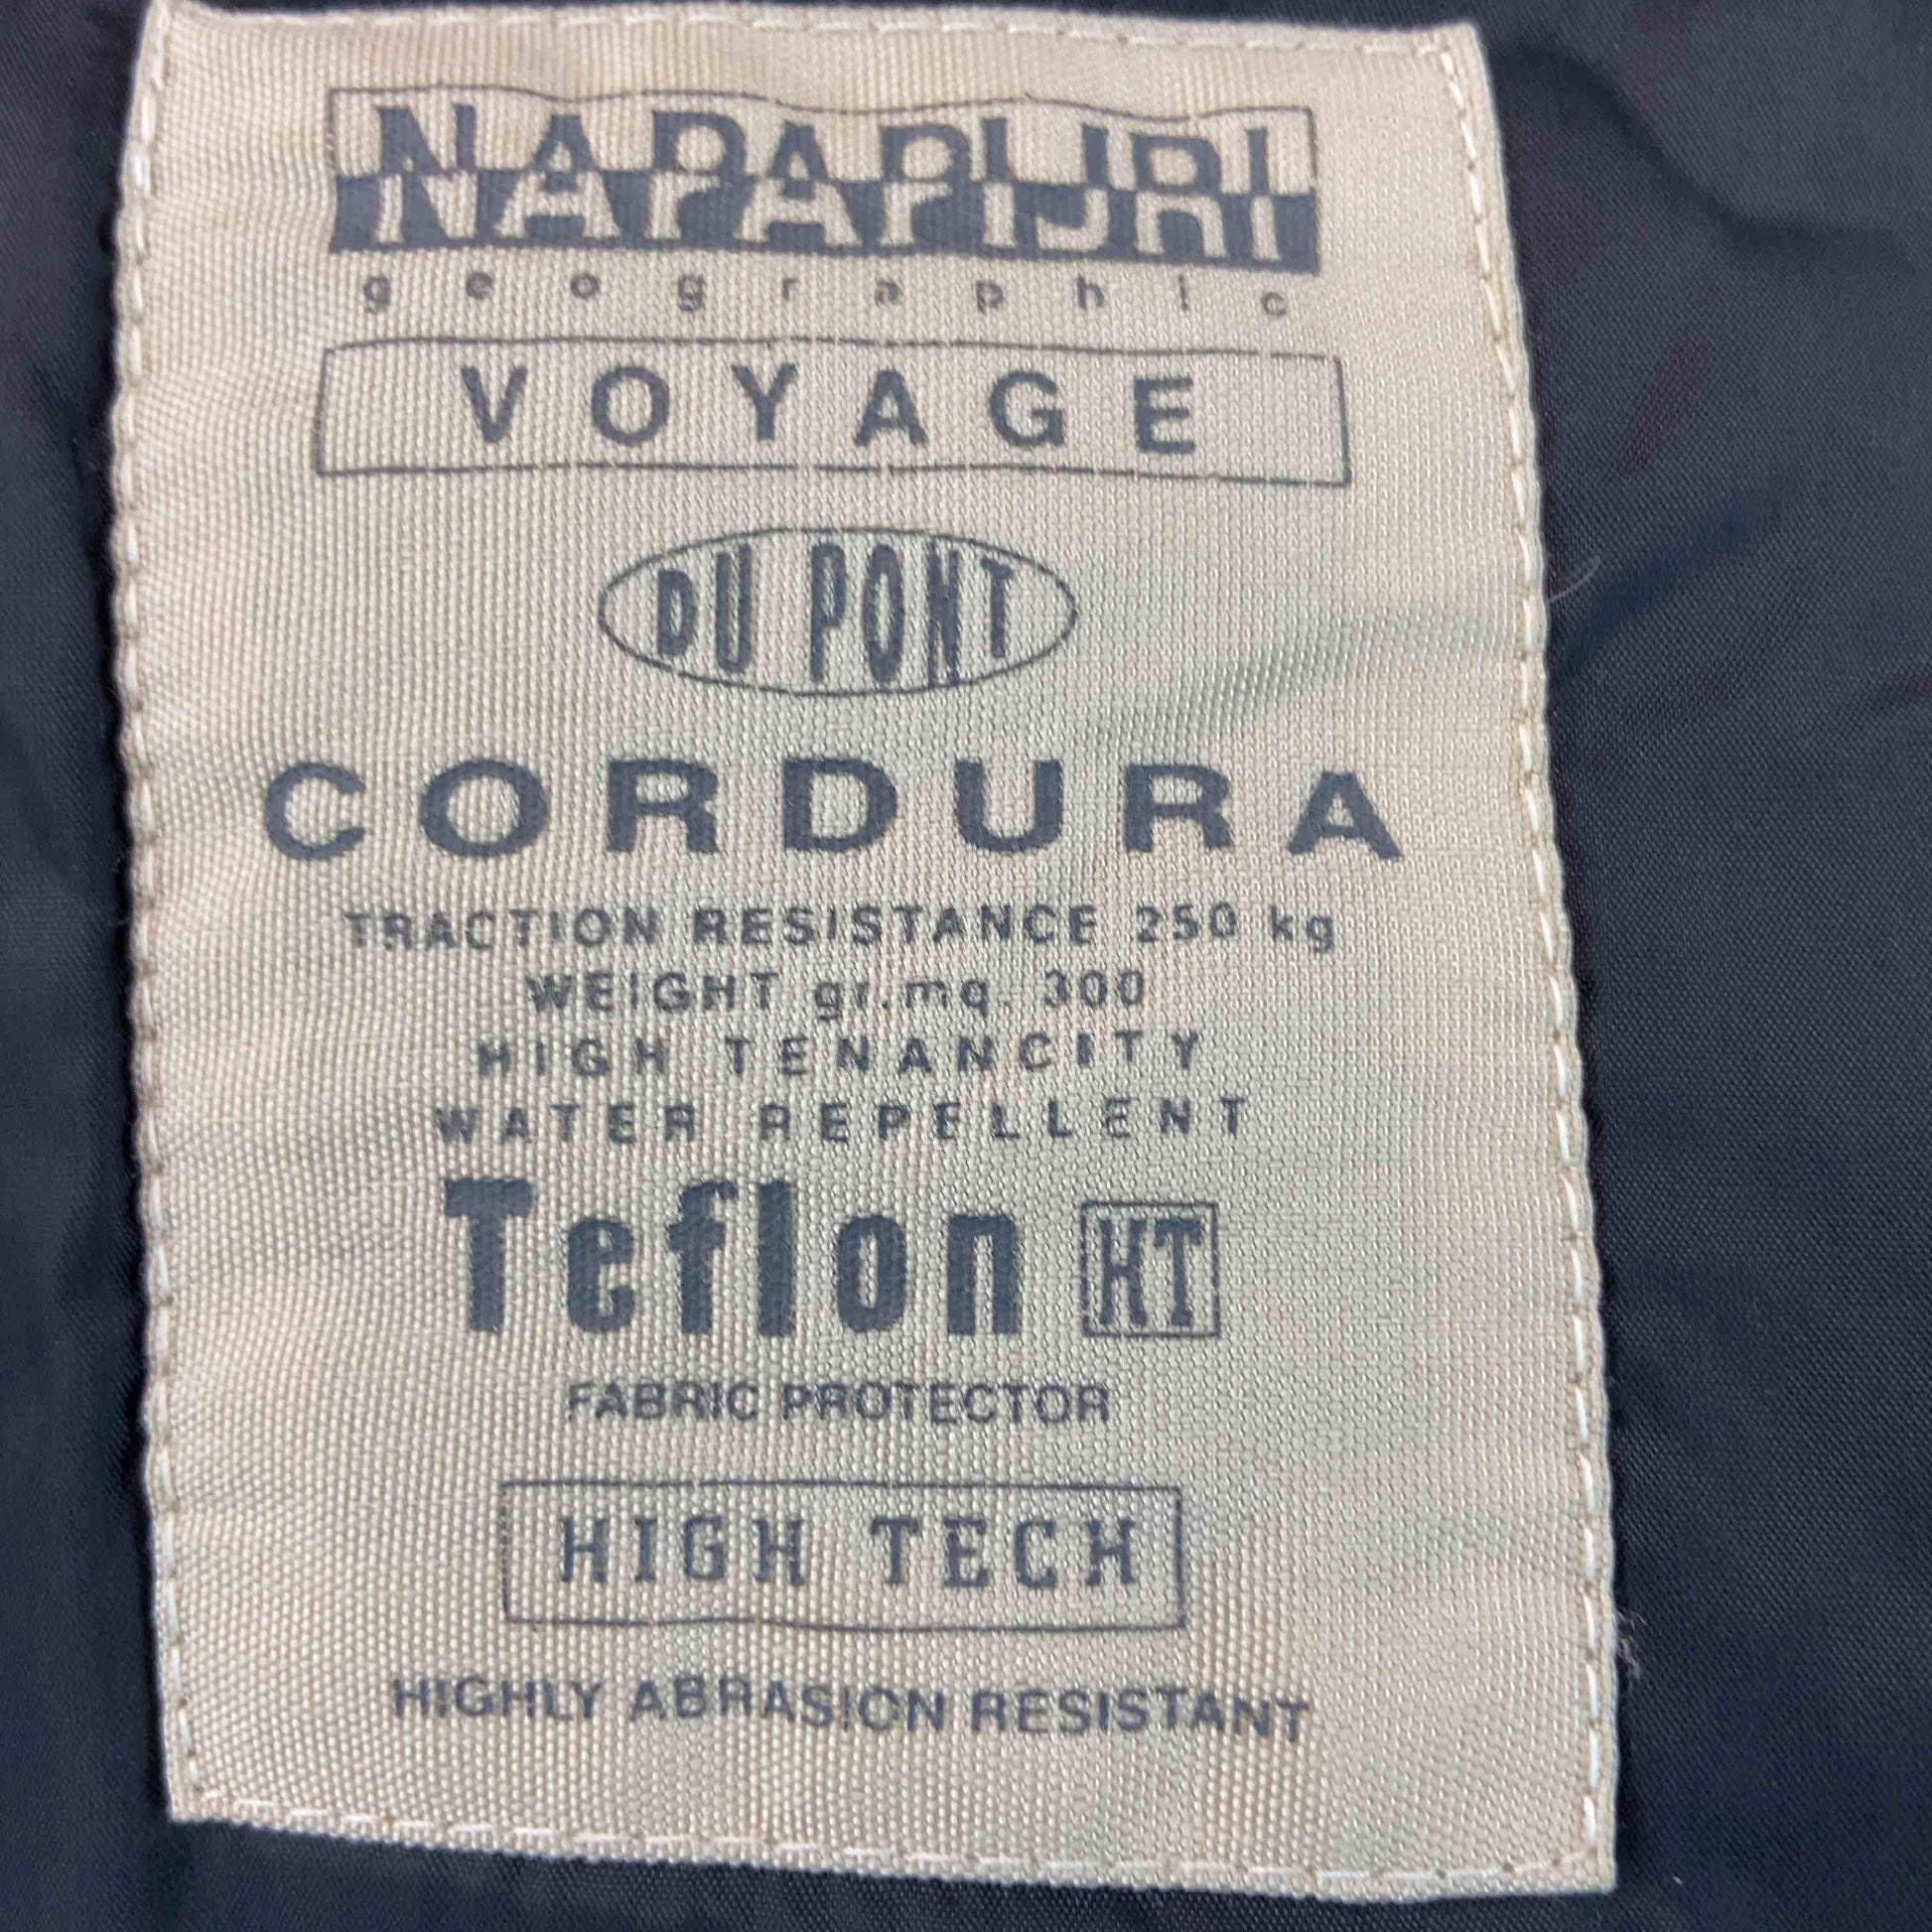 NAPAPIJRI
geographic
VOYAGE
DU PONT
CORDURA
TRACTION RESISTANCE 250 kg
WEIGHT gr.mq. 300
HIGH TENANCITY
WATER REPELLENT
Teflon HT
FABRIC PROTECTOR
HIGH TECH
HIGHLY ABRASION RESISTANT